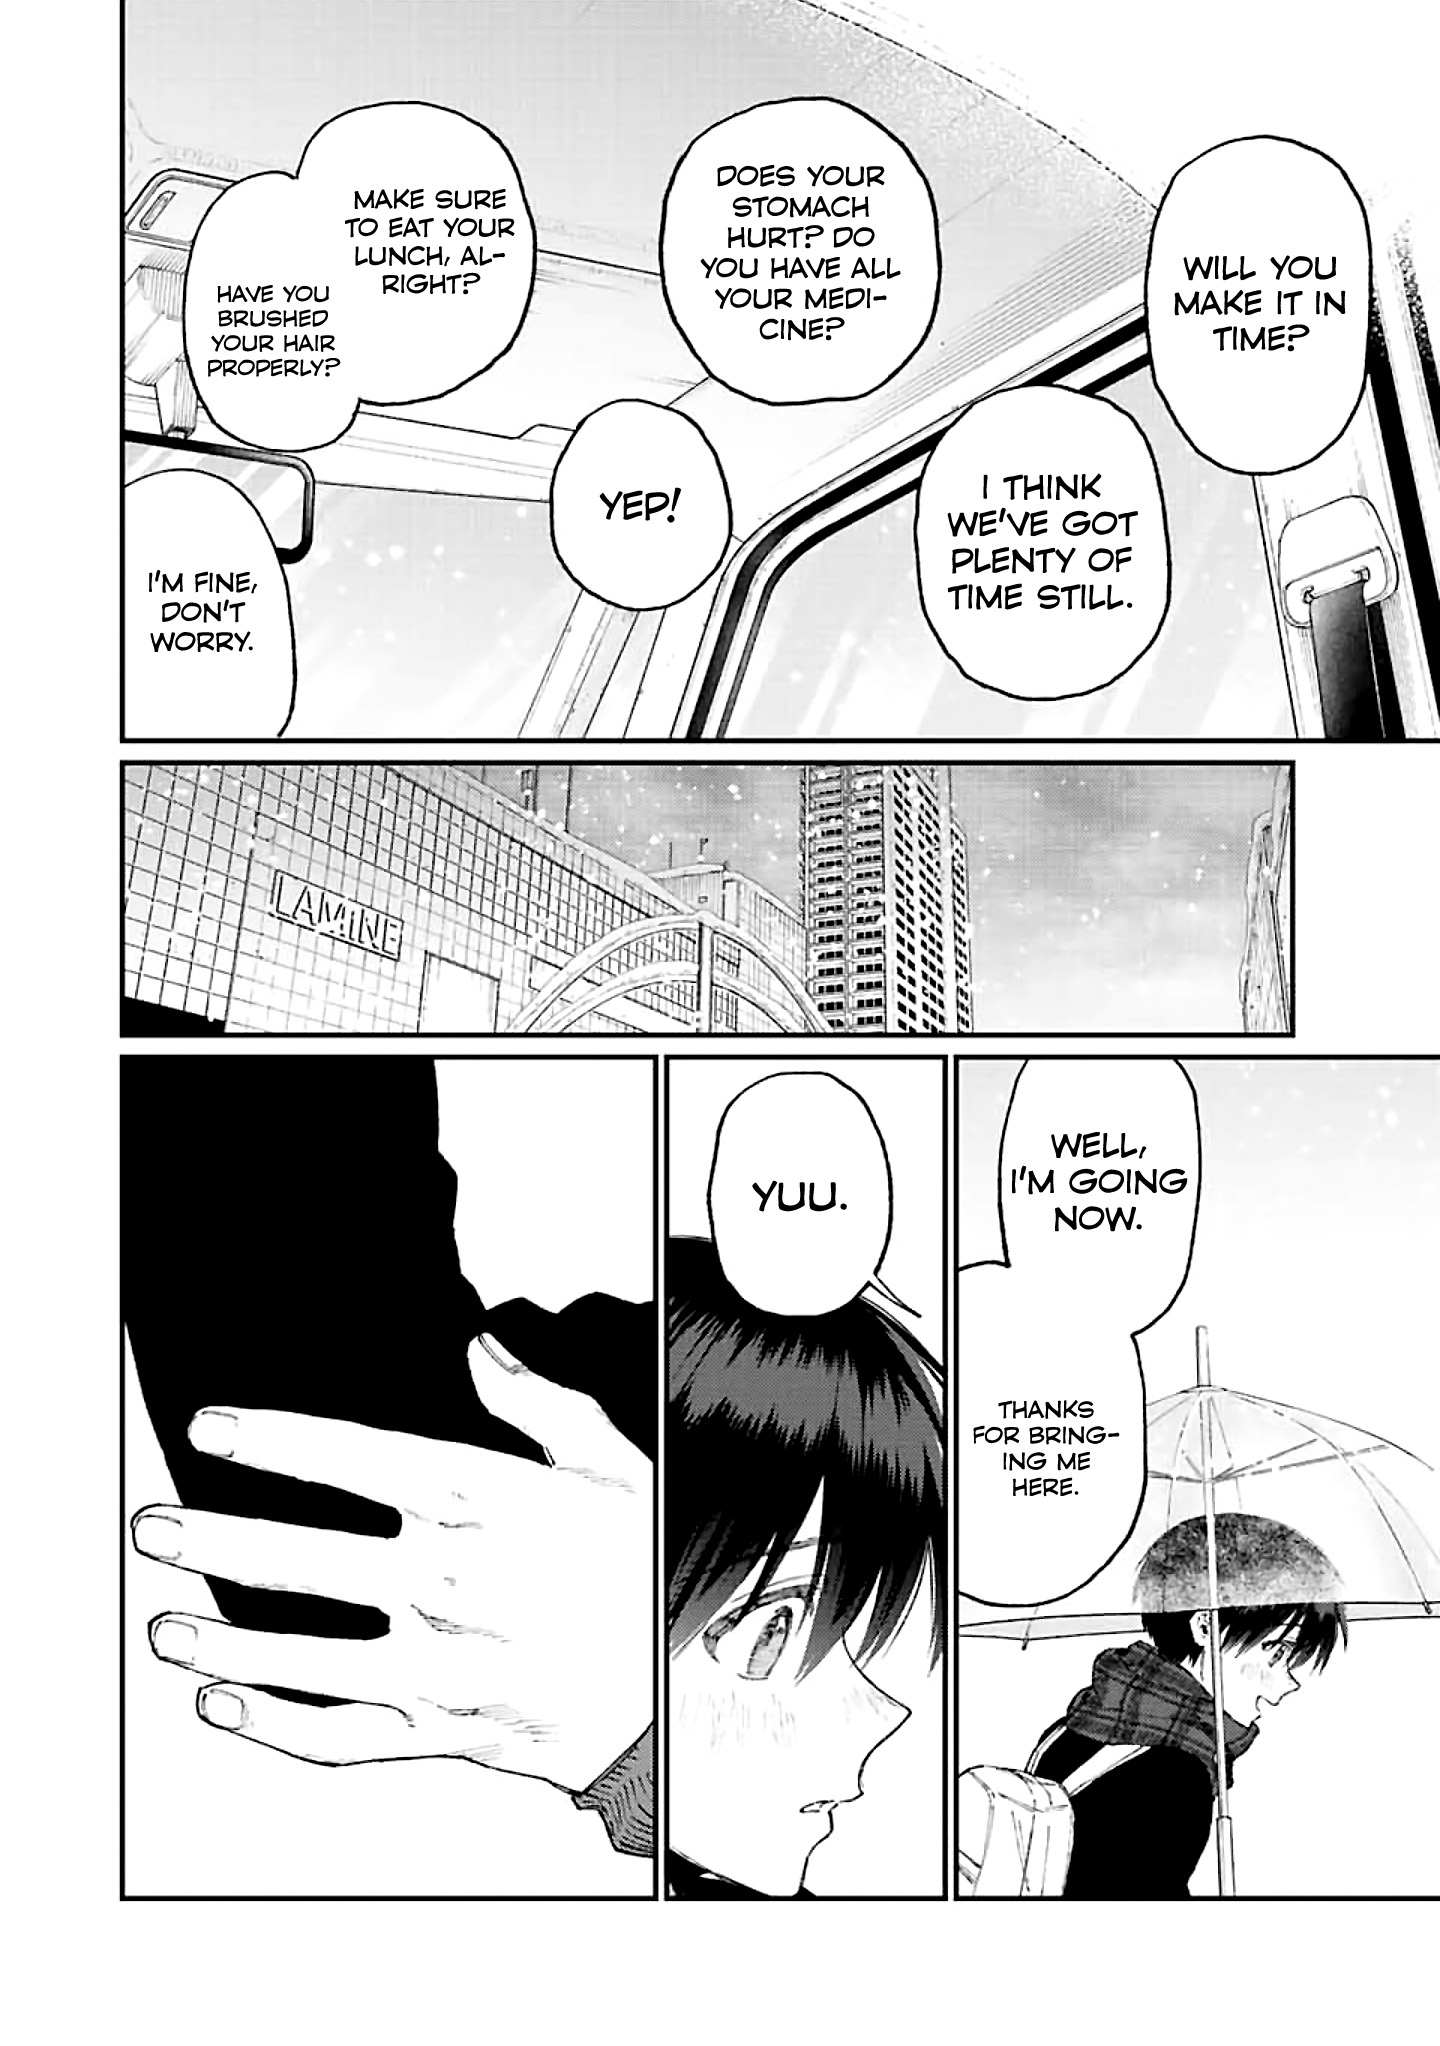 WILL YOU
MAKE IT IN
TIME?
I THINK
WE'VE GOT
PLENTY OF
TIME STILL.
DOES YOUR
STOMACH
HURT? DO
YOU HAVE ALL
YOUR MEDI-
CINE?
YEP!
MAKE SURE
TO EAT YOUR
LUNCH, AL-
RIGHT?
HAVE YOU
BRUSHED
YOUR HAIR
PROPERLY?
I'M FINE,
DON'T
WORRY.
LAMINE
WELL,
I'M GOING
NOW.
THANKS
FOR BRING-
ING ME
HERE.
YUU.